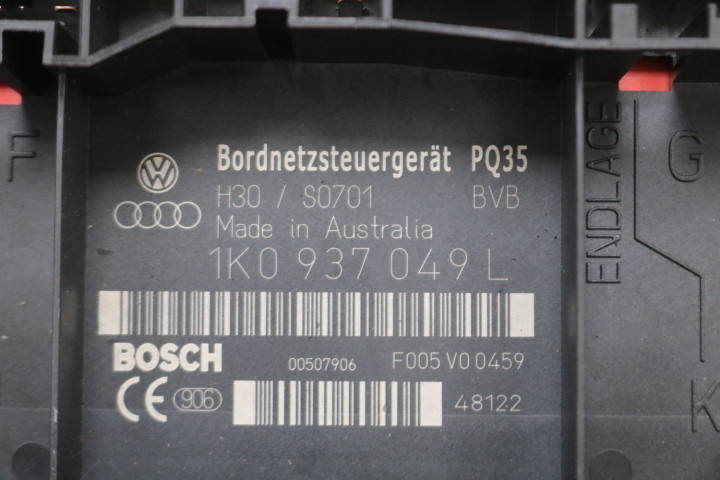 Bordnetzsteuergerät PQ35
H30 / S0701 BVB
Made in Australia
1K0 937 049 L
BOSCH 00507906 F005 V0 0459
CE 906 48122
F
ENDLAGE
G
K